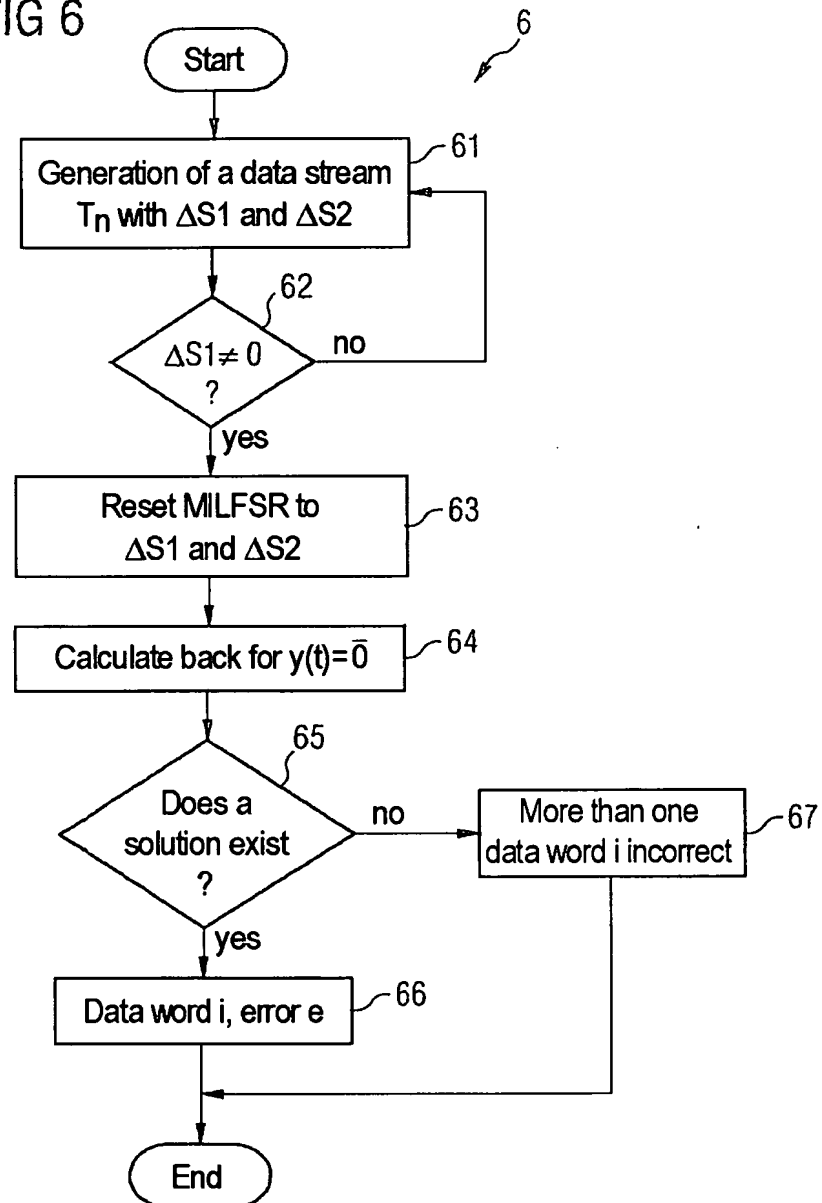 FIG 6
6
Start
Generation of a data stream
Tn with ΔS1 and ΔS2
61
62
ΔS1≠ 0
?
no
yes
Reset MILFSR to
ΔS1 and ΔS2
63
Calculate back for y(t)=0̅
64
65
Does a
solution exist
?
no
More than one
data word i incorrect
67
yes
Data word i, error e
66
End